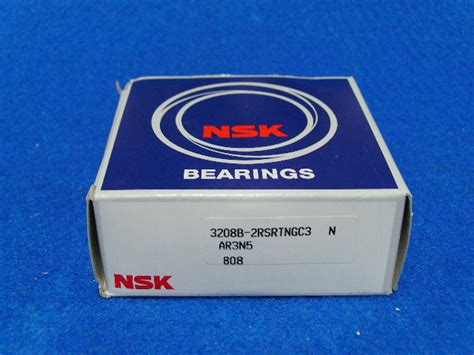 NSK
BEARINGS
3208B-2RSRTNGC3 N
AR3N5
808
NSK